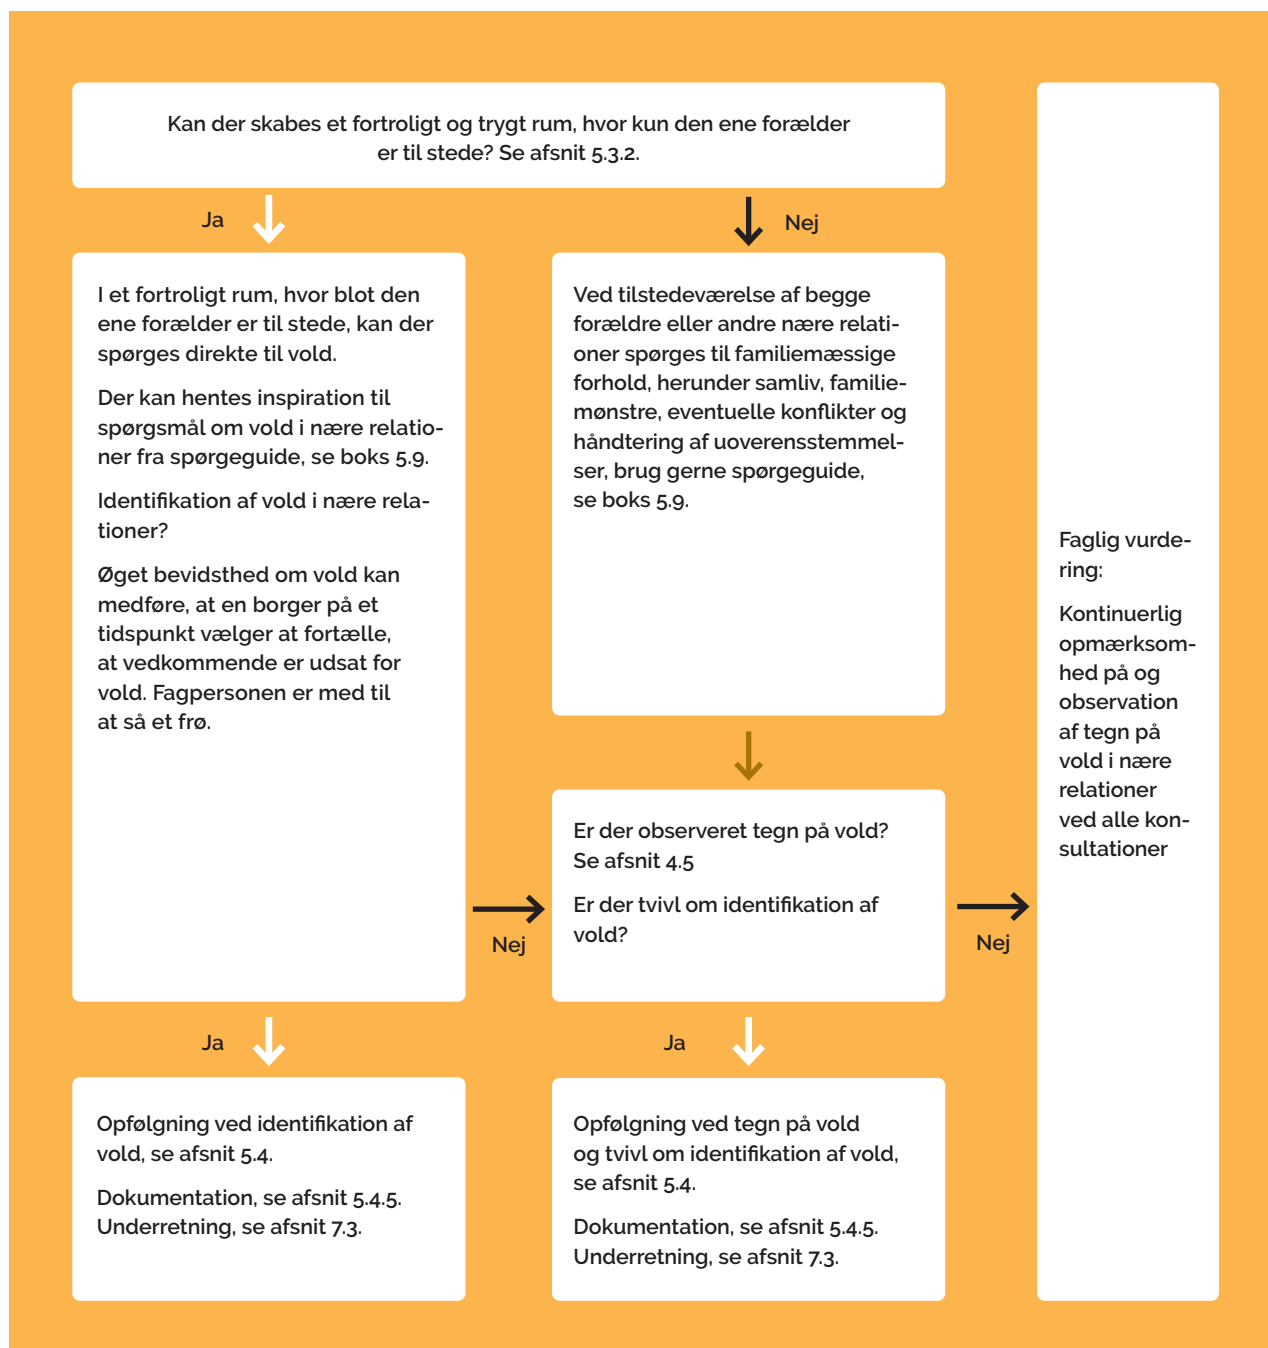 Kan der skabes et fortroligt og trygt rum, hvor kun den ene forælder
er til stede? Se afsnit 5.3.2.
Ja
Nej
I et fortroligt rum, hvor blot den
ene forælder er til stede, kan der
spørges direkte til vold.
Der kan hentes inspiration til
spørgsmål om vold i nære relatio-
ner fra spørgeguide, se boks 5.9.
Identifikation af vold i nære rela-
tioner?
Øget bevidsthed om vold kan
medføre, at en borger på et
tidspunkt vælger at fortælle,
at vedkommende er udsat for
vold. Fagpersonen er med til
at så et frø.
Ved tilstedeværelse af begge
forældre eller andre nære relati-
oner spørges til familiemæssige
forhold, herunder samliv, familie-
mønstre, eventuelle konflikter og
håndtering af uoverensstemmel-
ser, brug gerne spørgeguide,
se boks 5.9.
Nej
Er der observeret tegn på vold?
Se afsnit 4.5
Er der tvivl om identifikation af
vold?
Nej
Faglig vurde-
ring:
Kontinuerlig
opmærksom-
hed på og
observation
af tegn på
vold i nære
relationer
ved alle kon-
sultationer
Ja
Ja
Opfølgning ved identifikation af
vold, se afsnit 5.4.
Dokumentation, se afsnit 5.4.5.
Underretning, se afsnit 7.3.
Opfølgning ved tegn på vold
og tvivl om identifikation af vold,
se afsnit 5.4.
Dokumentation, se afsnit 5.4.5.
Underretning, se afsnit 7.3.